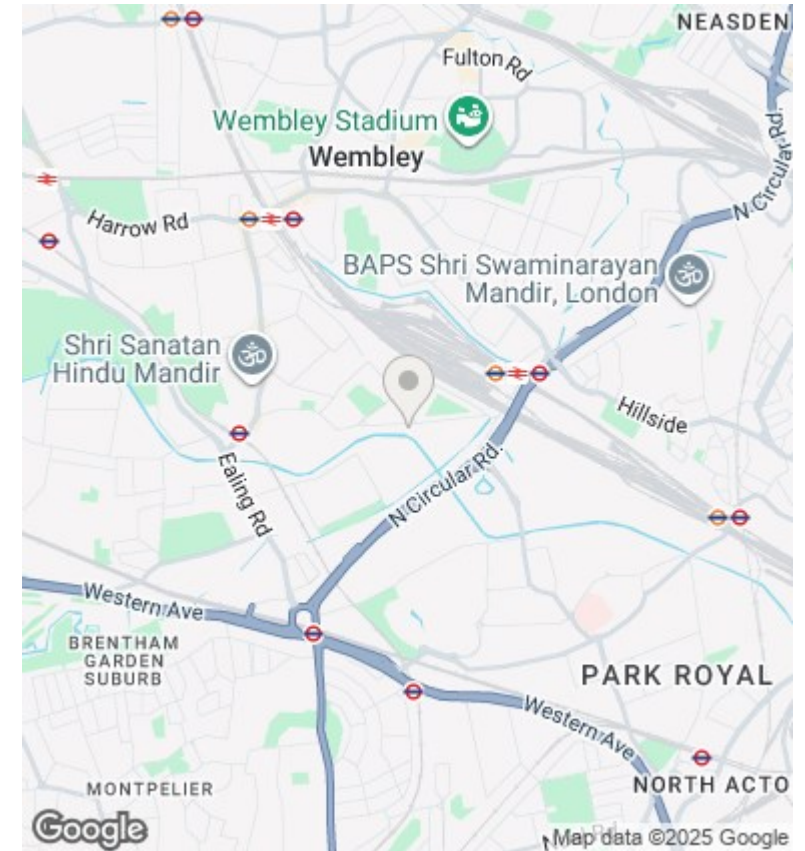 NEASDEN
Fulton Rd
Wembley Stadium
Wembley
N Circular Rd.
Harrow Rd
BAPS Shri Swaminarayan
Mandir, London
Shri Sanatan
Hindu Mandir
Hillside
Ealing Rd
N Circular Rd.
Western Ave
BRENTHAM
GARDEN
SUBURB
PARK ROYAL
Western Ave
MONTPELIER
NORTH ACTO
Google
Map data ©2025 Google